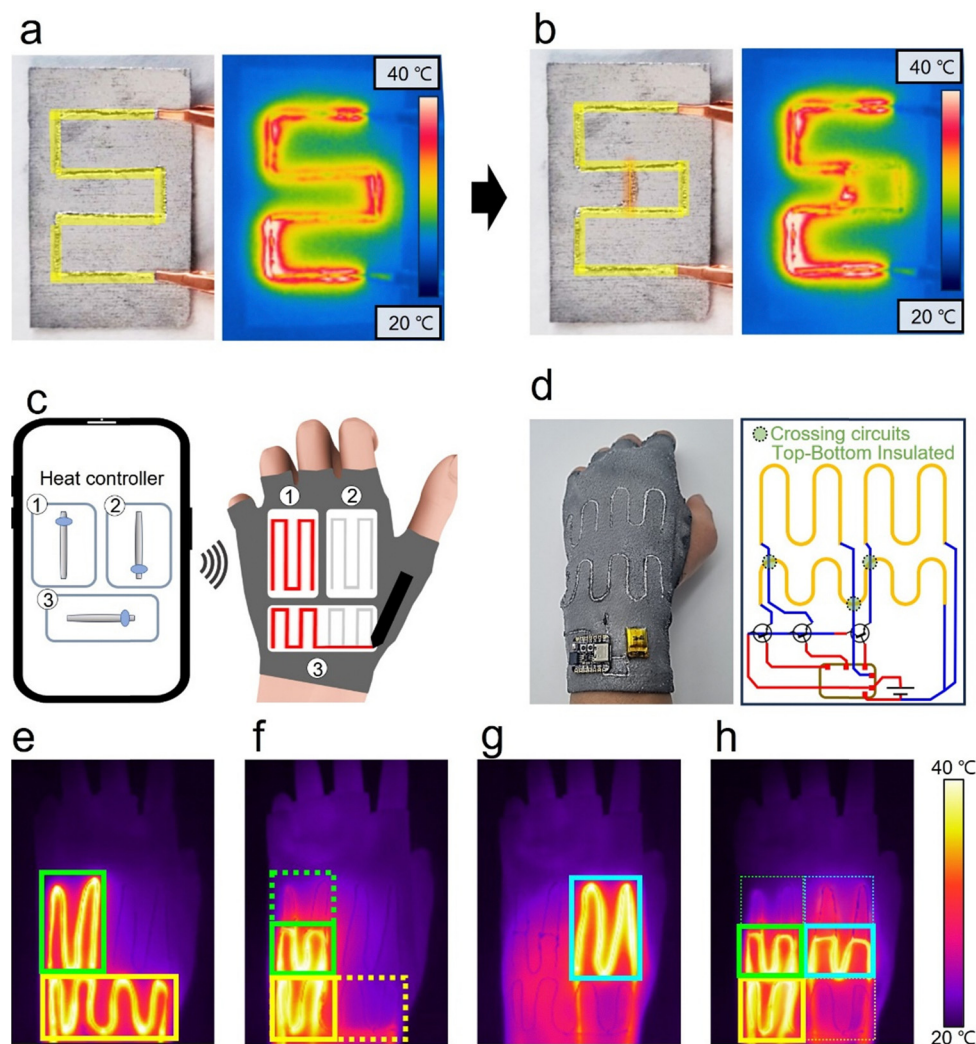 a
b
40 ℃
40 ℃
20 ℃
20 ℃
c
d
Heat controller
1
2
3
1
2
3
Crossing circuits
Top-Bottom Insulated
e
f
g
h
40 ℃
20 ℃